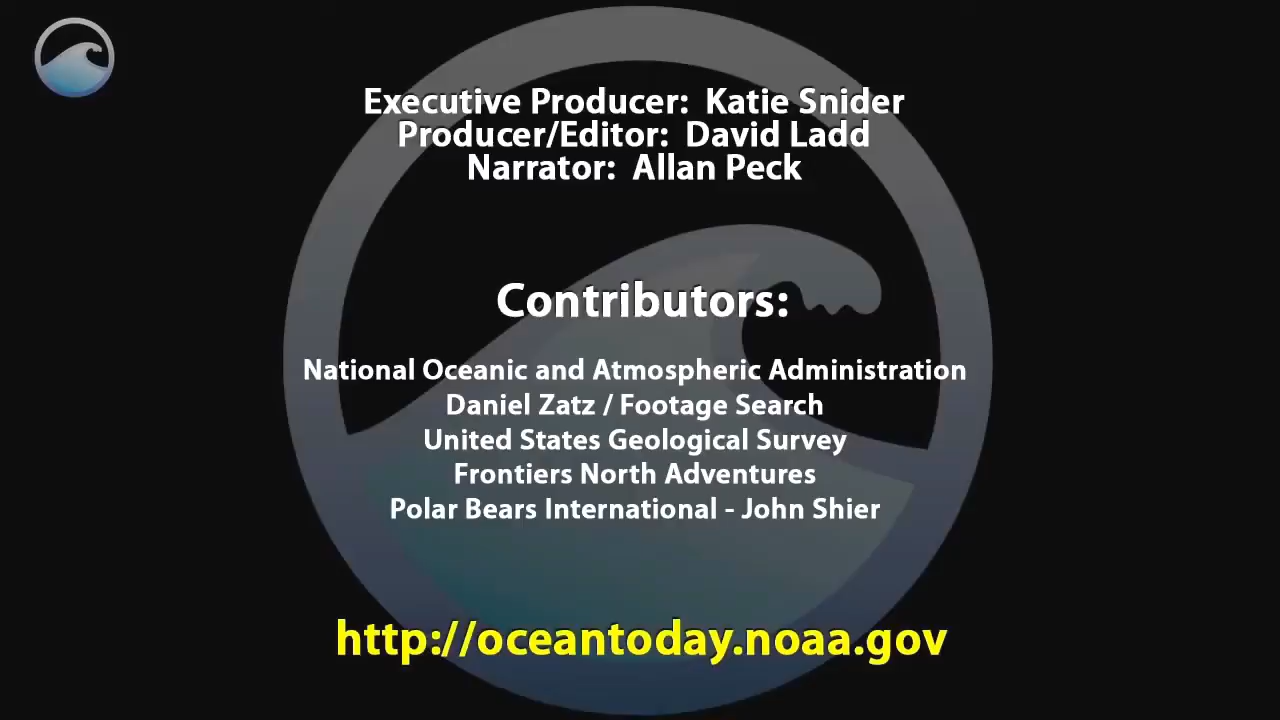 Executive Producer:  Katie Snider
Producer/Editor:  David Ladd
Narrator:  Allan Peck
Contributors:
National Oceanic and Atmospheric Administration
Daniel Zatz / Footage Search
United States Geological Survey
Frontiers North Adventures
Polar Bears International - John Shier
http://oceantoday.noaa.gov